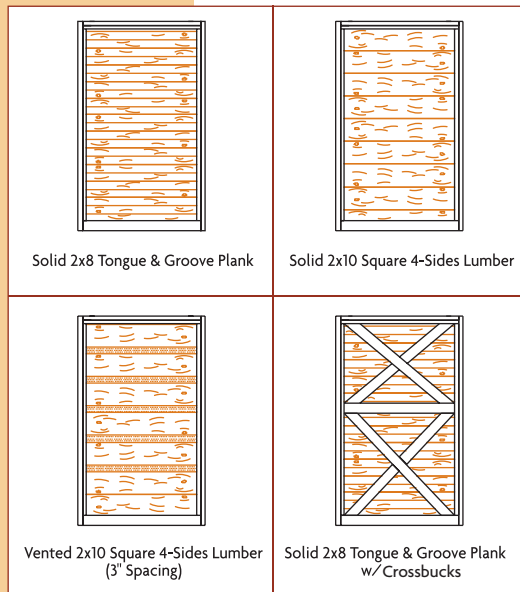 Solid 2x8 Tongue & Groove Plank
Solid 2x10 Square 4-Sides Lumber
Vented 2x10 Square 4-Sides Lumber
(3" Spacing)
Solid 2x8 Tongue & Groove Plank
w/Crossbucks